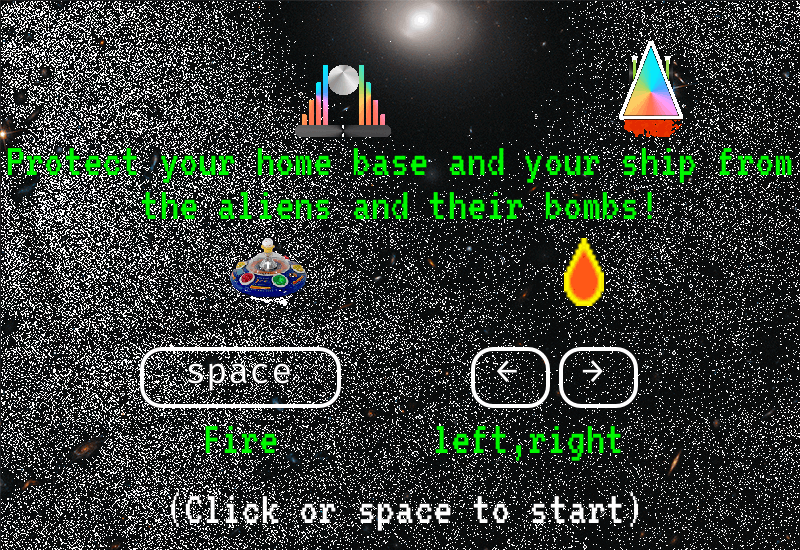 Protect your home base and your ship from
the aliens and their bombs!
space
← →
Fire
left,right
(Click or space to start)